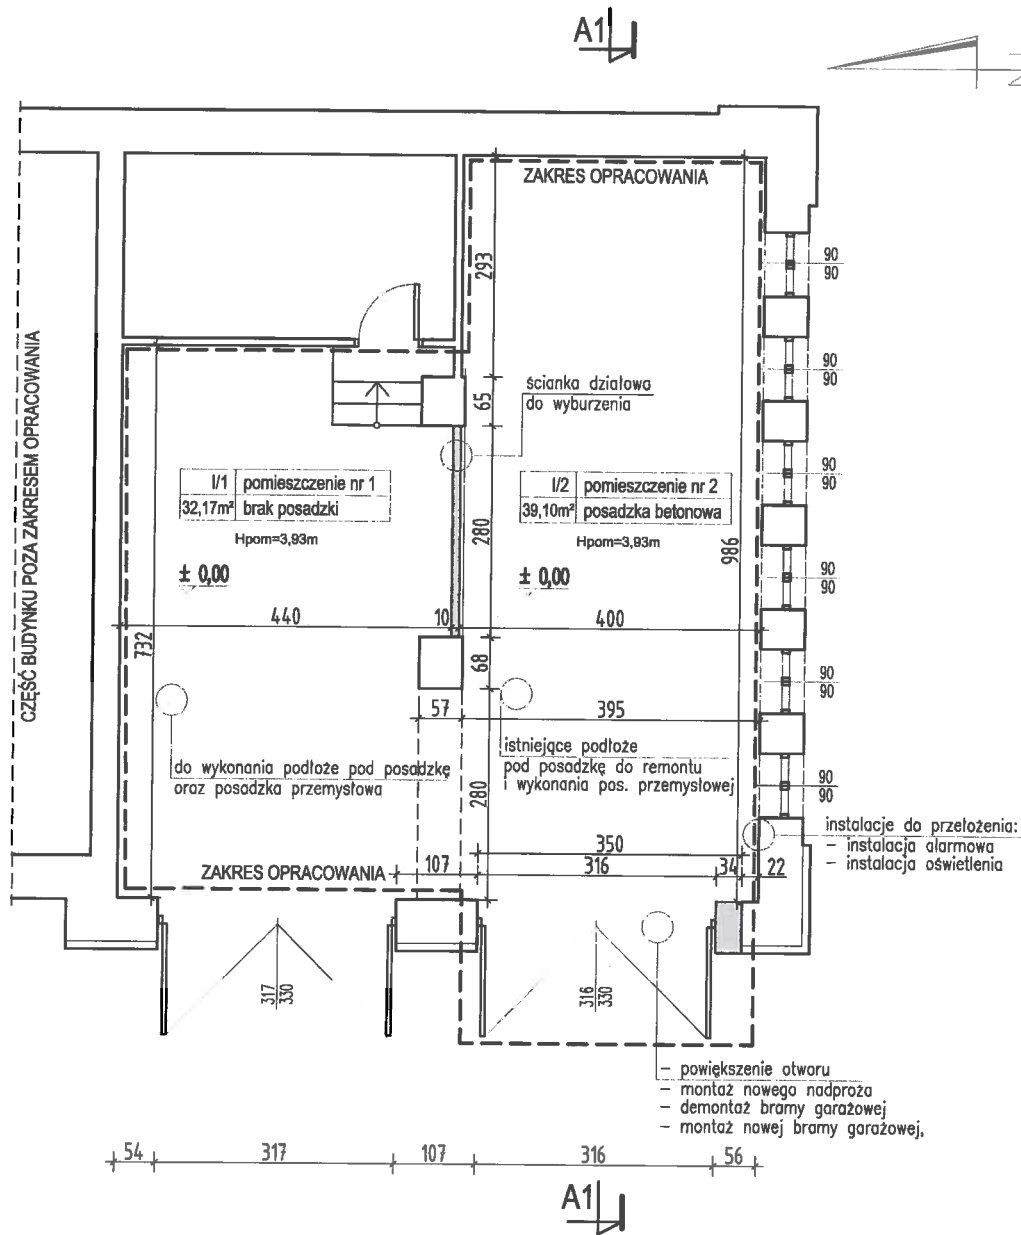 A1
ZAKRES OPRACOWANIA
90
90
293
CZĘŚĆ BUDYNKU POZA ZAKRESEM OPRACOWANIA
90
90
ścianka działowa
do wyburzenia
65
I/1 pomieszczenie nr 1
32,17m² brak posadzki
Hpom=3,93m
± 0,00
I/2 pomieszczenie nr 2
39,10m² posadzka betonowa
Hpom=3,93m
± 0,00
280
986
90
90
90
90
440
10
400
732
68
90
90
57
395
do wykonania podłoże pod posadzkę
oraz posadzka przemysłowa
istniejące podłoże
pod posadzkę do remontu
i wykonania pos. przemysłowej
280
90
90
instalacje do przełożenia:
- instalacja alarmowa
- instalacja oświetlenia
350
ZAKRES OPRACOWANIA
107
316
34
22
317
330
316
330
- powiększenie otworu
- montaż nowego nadproża
- demontaż bramy garażowej
- montaż nowej bramy garażowej,
54
317
107
316
56
A1